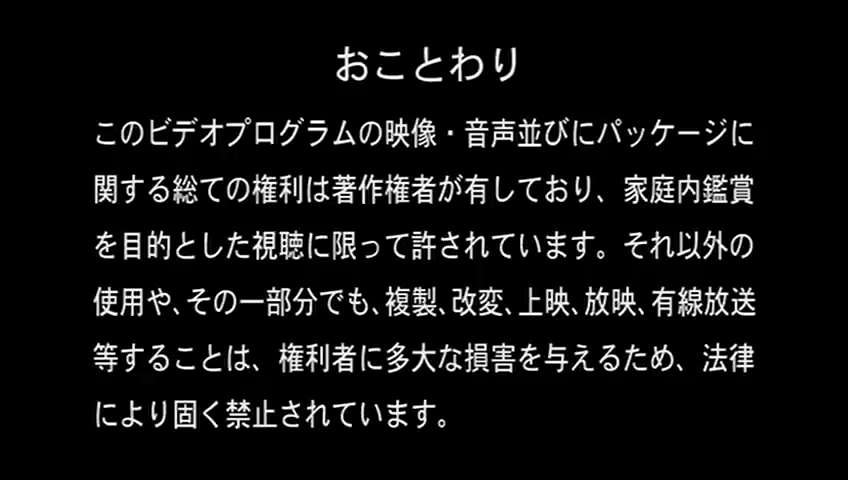 おことわり
このビデオプログラムの映像・音声並びにパッケージに
関する総ての権利は著作権者が有しており、家庭内鑑賞
を目的とした視聴に限って許されています。それ以外の
使用や、その一部分でも、複製、改変、上映、放映、有線放送
等することは、権利者に多大な損害を与えるため、法律
により固く禁止されています。